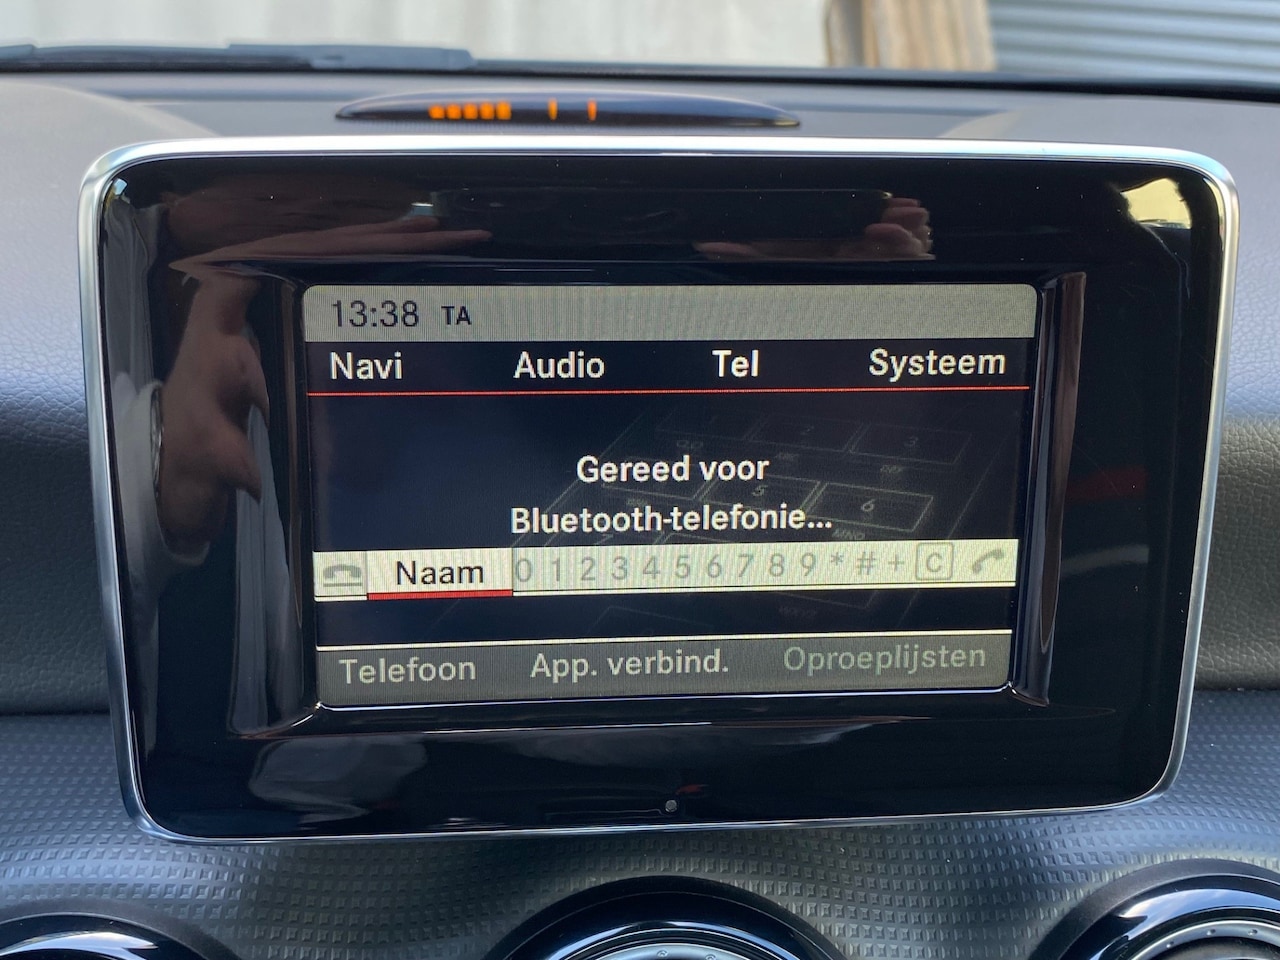 13:38 TA
Navi Audio Tel Systeem
Gereed voor
Bluetooth-telefonie...
Naam 0 1 2 3 4 5 6 7 8 9 * # + C
Telefoon App. verbind. Oproeplijsten